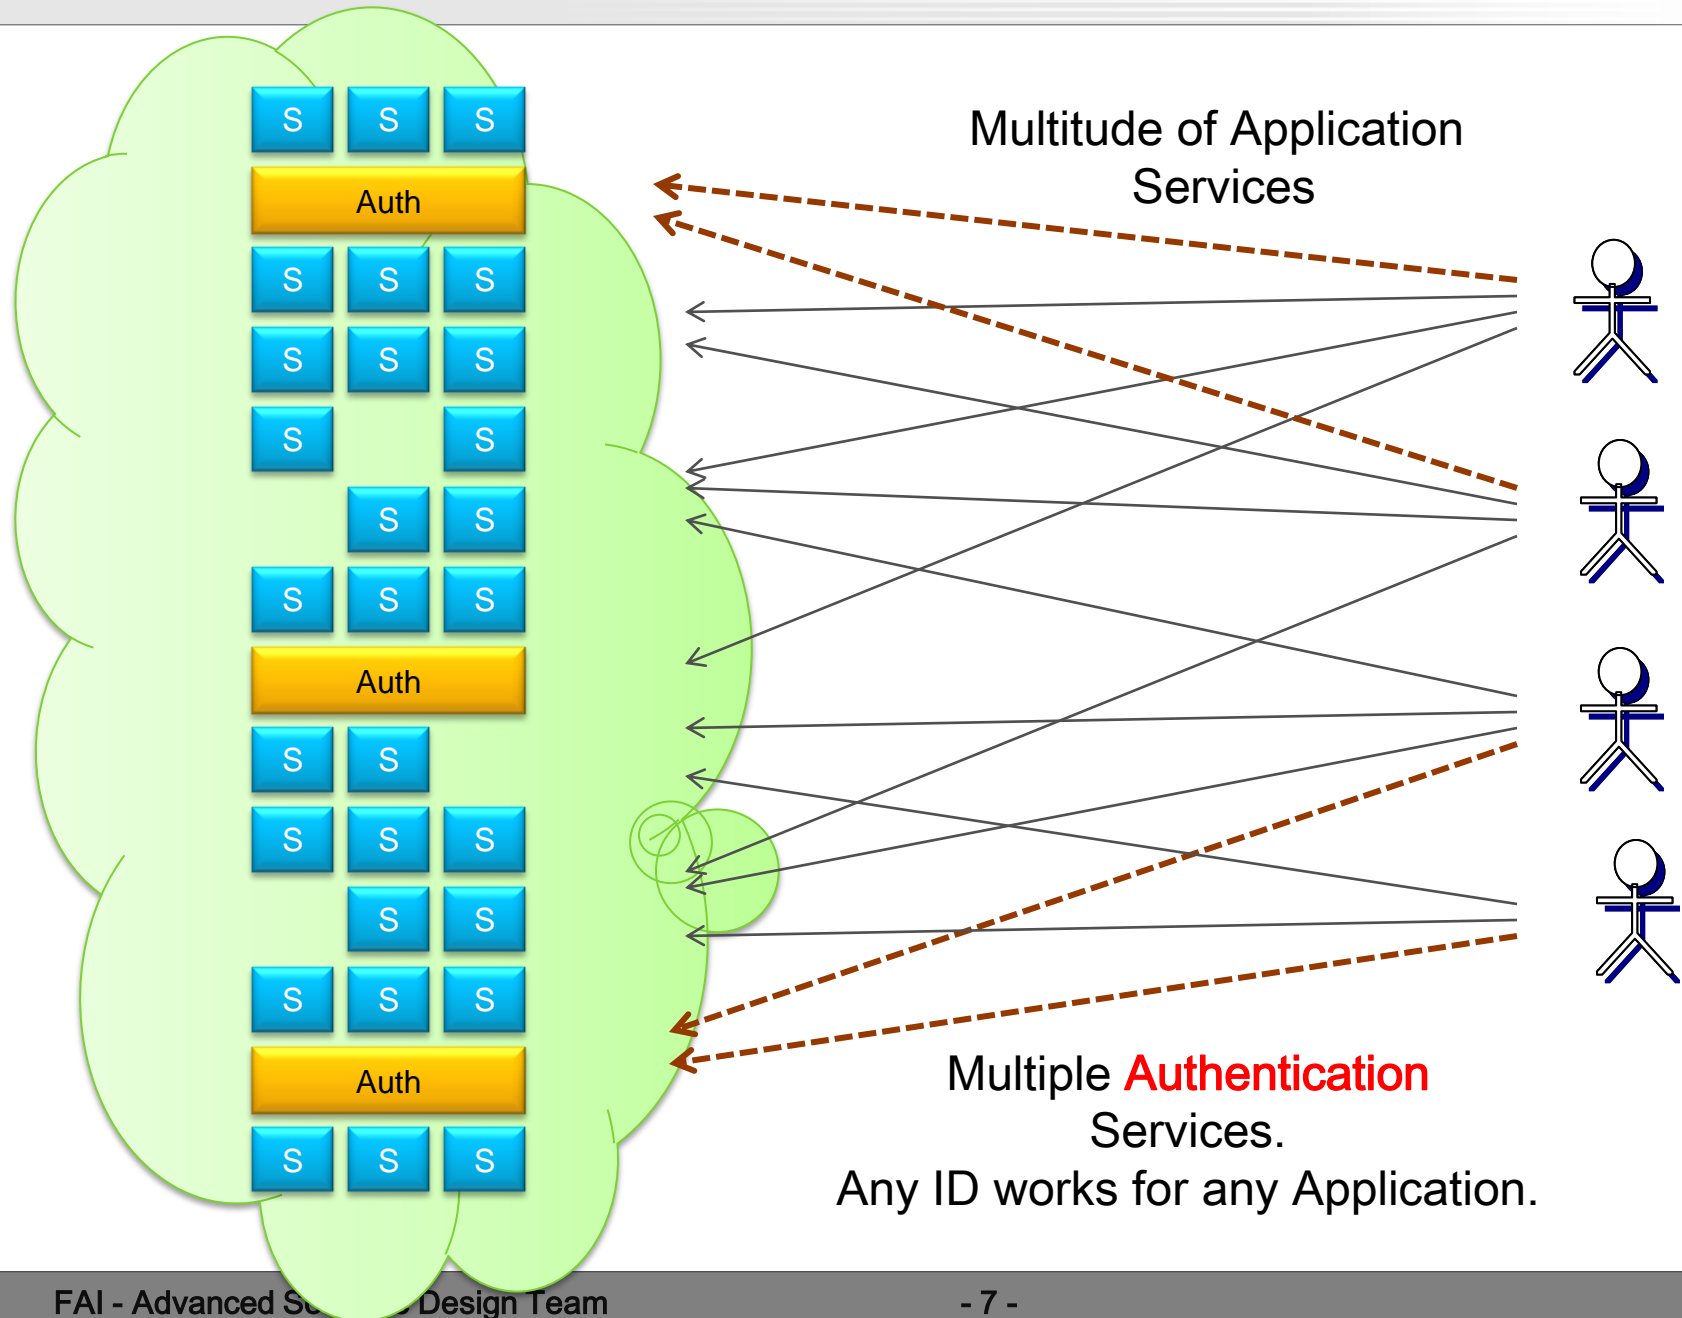 S S S
Auth
S S S
S S S
S S
S S
S S S
Auth
S S
S S S
S S
S S S
Auth
S S S
Multitude of Application
Services
Multiple Authentication
Services.
Any ID works for any Application.
FAI - Advanced Design Team
- 7 -